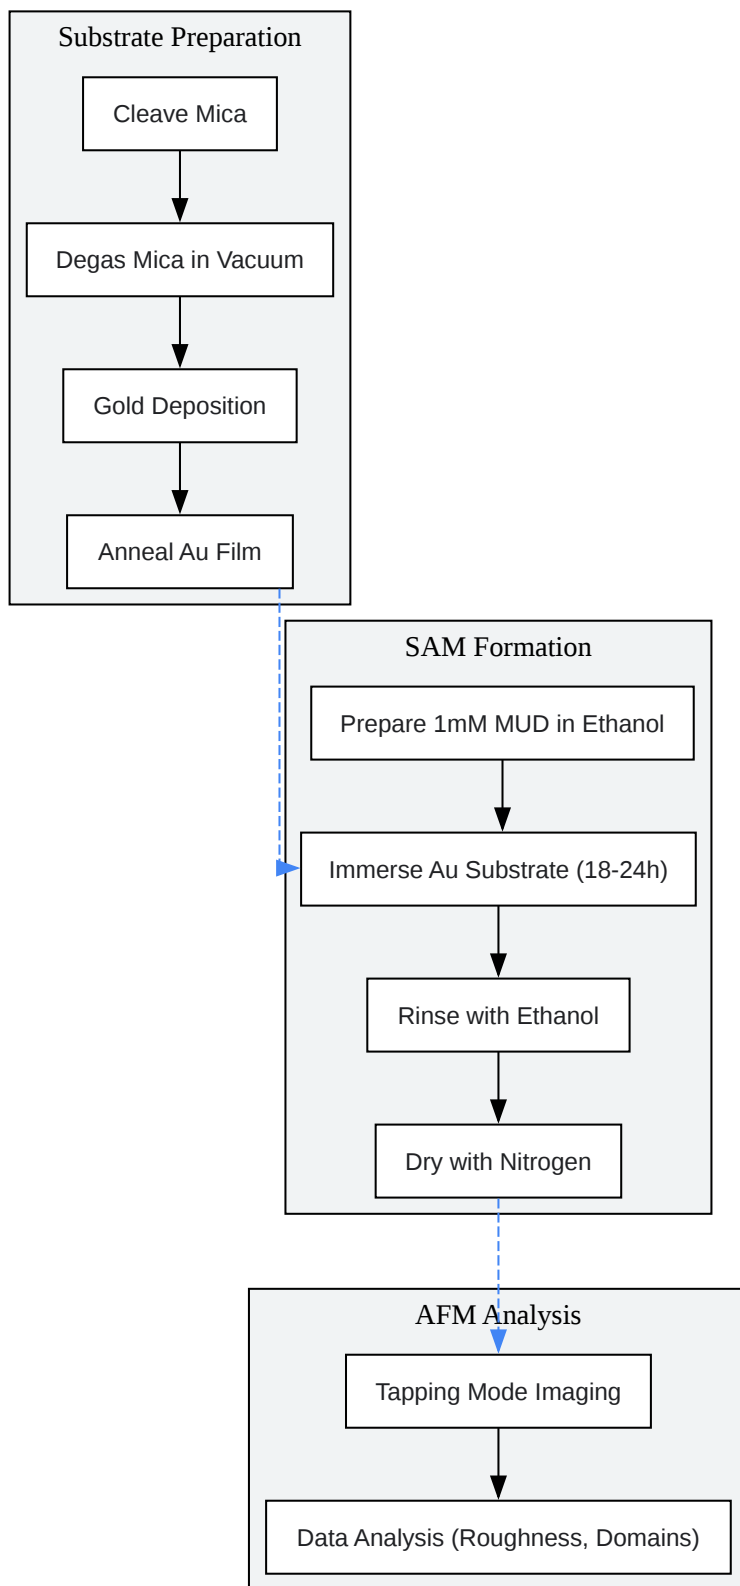 Substrate Preparation
Cleave Mica
Degas Mica in Vacuum
Gold Deposition
Anneal Au Film
SAM Formation
Prepare 1mM MUD in Ethanol
Immerse Au Substrate (18-24h)
Rinse with Ethanol
Dry with Nitrogen
AFM Analysis
Tapping Mode Imaging
Data Analysis (Roughness, Domains)